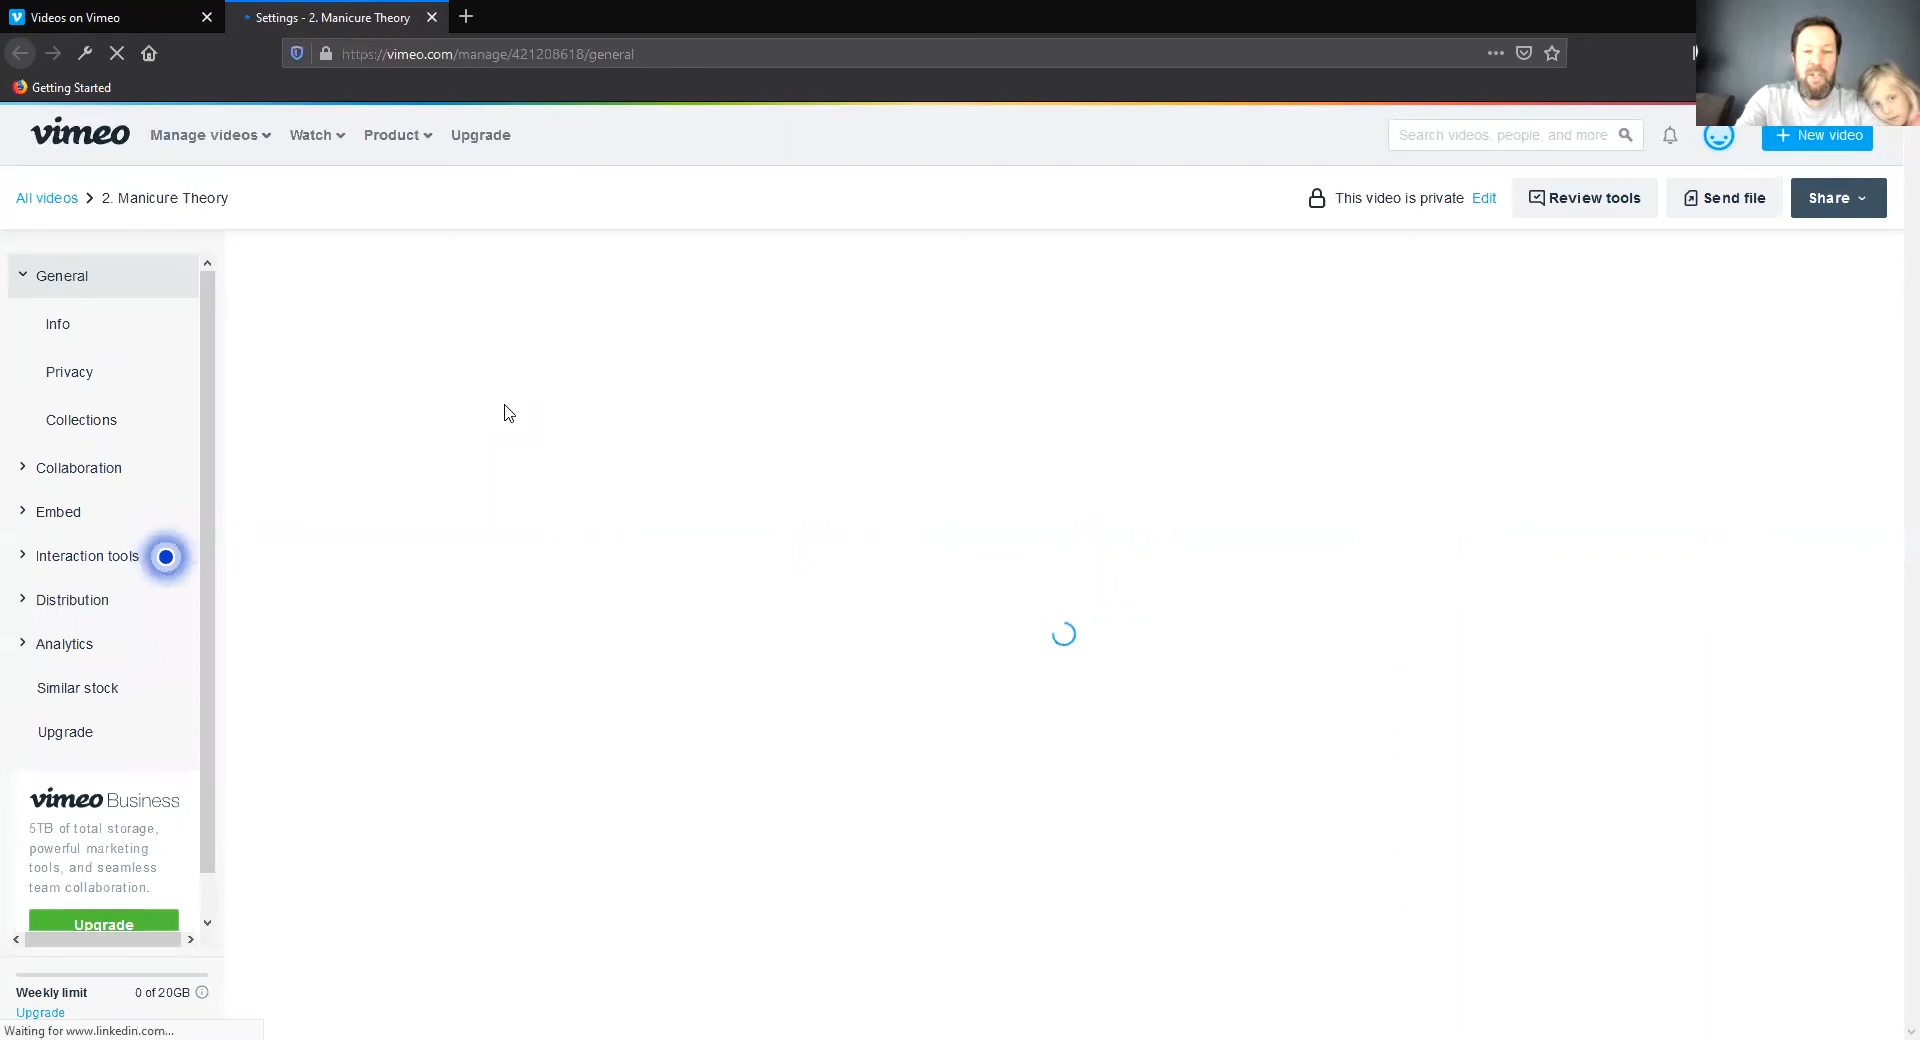 Videos on Vimeo
Settings - 2. Manicure Theory
https://vimeo.com/manage/421208618/general
Getting Started
vimeo
Manage videos
Watch
Product
Upgrade
Search videos, people, and more
New video
All videos
2. Manicure Theory
This video is private
Edit
Review tools
Send file
Share
General
Info
Privacy
Collections
Collaboration
Embed
Interaction tools
Distribution
Analytics
Similar stock
Upgrade
vimeo Business
5TB of total storage,
powerful marketing
tools, and seamless
team collaboration.
Upgrade
Weekly limit
0 of 20GB
Upgrade
Waiting for www.linkedin.com...